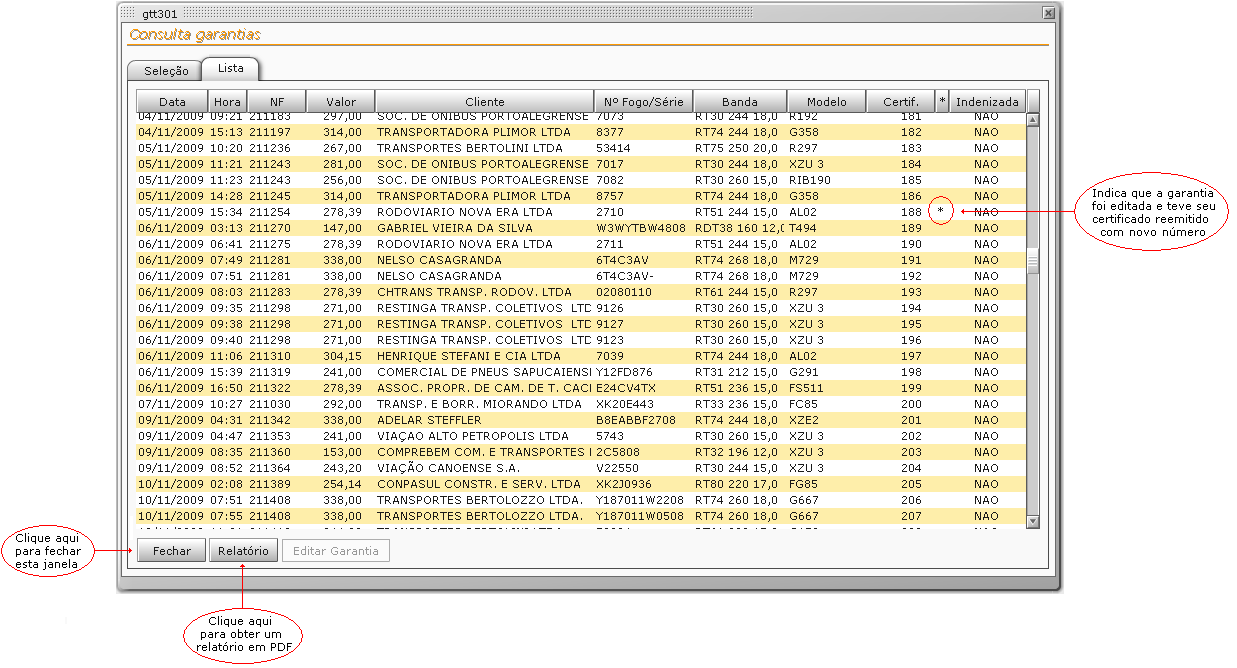 gtt301
Consulta garantias
Seleção Lista
Data Hora NF Valor Cliente Nº Fogo/Série Banda Modelo Certif. * Indenizada
04/11/2009 09:21 211183 297,00 SOC. DE ONIBUS PORTOALEGRENSE 7073 RT30 244 18,0 R192 181 NAO
04/11/2009 15:13 211197 314,00 TRANSPORTADORA PLIMOR LTDA 8377 RT74 244 18,0 G358 182 NAO
05/11/2009 10:20 211236 267,00 TRANSPORTES BERTOLINI LTDA 53414 RT75 250 20,0 R297 183 NAO
05/11/2009 11:21 211243 281,00 SOC. DE ONIBUS PORTOALEGRENSE 7017 RT30 244 18,0 XZU 3 184 NAO
05/11/2009 11:23 211243 256,00 SOC. DE ONIBUS PORTOALEGRENSE 7082 RT30 260 15,0 RIB190 185 NAO
05/11/2009 14:28 211245 314,00 TRANSPORTADORA PLIMOR LTDA 8757 RT74 244 18,0 G358 186 NAO
05/11/2009 15:34 211254 278,39 RODOVIARIO NOVA ERA LTDA 2710 RT51 244 15,0 AL02 188 * NAO
06/11/2009 03:13 211270 147,00 GABRIEL VIEIRA DA SILVA W3WYTBW4808 RDT38 160 12,0 T494 189 NAO
06/11/2009 06:41 211275 278,39 RODOVIARIO NOVA ERA LTDA 2711 RT51 244 15,0 AL02 190 NAO
06/11/2009 07:49 211281 338,00 NELSO CASAGRANDA 6T4C3AV RT74 268 18,0 M729 191 NAO
06/11/2009 07:51 211281 338,00 NELSO CASAGRANDA 6T4C3AV- RT74 268 18,0 M729 192 NAO
06/11/2009 08:03 211283 278,39 CHTRANS TRANSP. RODOV. LTDA 02080110 RT61 244 15,0 R297 193 NAO
06/11/2009 09:35 211298 271,00 RESTINGA TRANSP. COLETIVOS LTD 9126 RT30 260 15,0 XZU 3 194 NAO
06/11/2009 09:38 211298 271,00 RESTINGA TRANSP. COLETIVOS LTD 9127 RT30 260 15,0 XZU 3 195 NAO
06/11/2009 09:40 211298 271,00 RESTINGA TRANSP. COLETIVOS LTD 9123 RT30 260 15,0 XZU 3 196 NAO
06/11/2009 11:06 211310 304,15 HENRIQUE STEFANI E CIA LTDA 7039 RT74 244 18,0 AL02 197 NAO
06/11/2009 15:39 211319 241,00 COMERCIAL DE PNEUS SAPUCAIENSI Y12FD876 RT31 212 15,0 G291 198 NAO
06/11/2009 16:50 211322 278,39 ASSOC. PROPR. DE CAM. DE T. CACI E24CV4TX RT51 236 15,0 FS511 199 NAO
07/11/2009 10:27 211030 292,00 TRANSP. E BORR. MIORANDO LTDA XK20E443 RT33 236 15,0 FC85 200 NAO
09/11/2009 04:31 211342 338,00 ADELAR STEFFLER B8EABBF2708 RT74 244 18,0 XZE2 201 NAO
09/11/2009 04:47 211353 241,00 VIAÇAO ALTO PETROPOLIS LTDA 5743 RT30 260 15,0 XZU 3 202 NAO
09/11/2009 08:35 211360 153,00 COMPREBEM COM. E TRANSPORTES 2C5808 RT32 196 12,0 XZU 3 203 NAO
09/11/2009 08:52 211364 243,20 VIAÇÃO CANOENSE S.A. V22550 RT30 244 15,0 XZU 3 204 NAO
10/11/2009 02:08 211389 254,14 CONPASUL CONSTR. E SERV. LTDA XK2J0936 RT80 220 17,0 FG85 205 NAO
10/11/2009 07:51 211408 338,00 TRANSPORTES BERTOLOZZO LTDA. Y187011W2208 RT74 260 18,0 G667 206 NAO
10/11/2009 07:55 211408 338,00 TRANSPORTES BERTOLOZZO LTDA. Y187011W0508 RT74 260 18,0 G667 207 NAO
Fechar Relatório Editar Garantia
Indica que a garantia
foi editada e teve seu
certificado reemitido
com novo número
Clique aqui
para fechar
esta janela
Clique aqui
para obter um
relatório em PDF